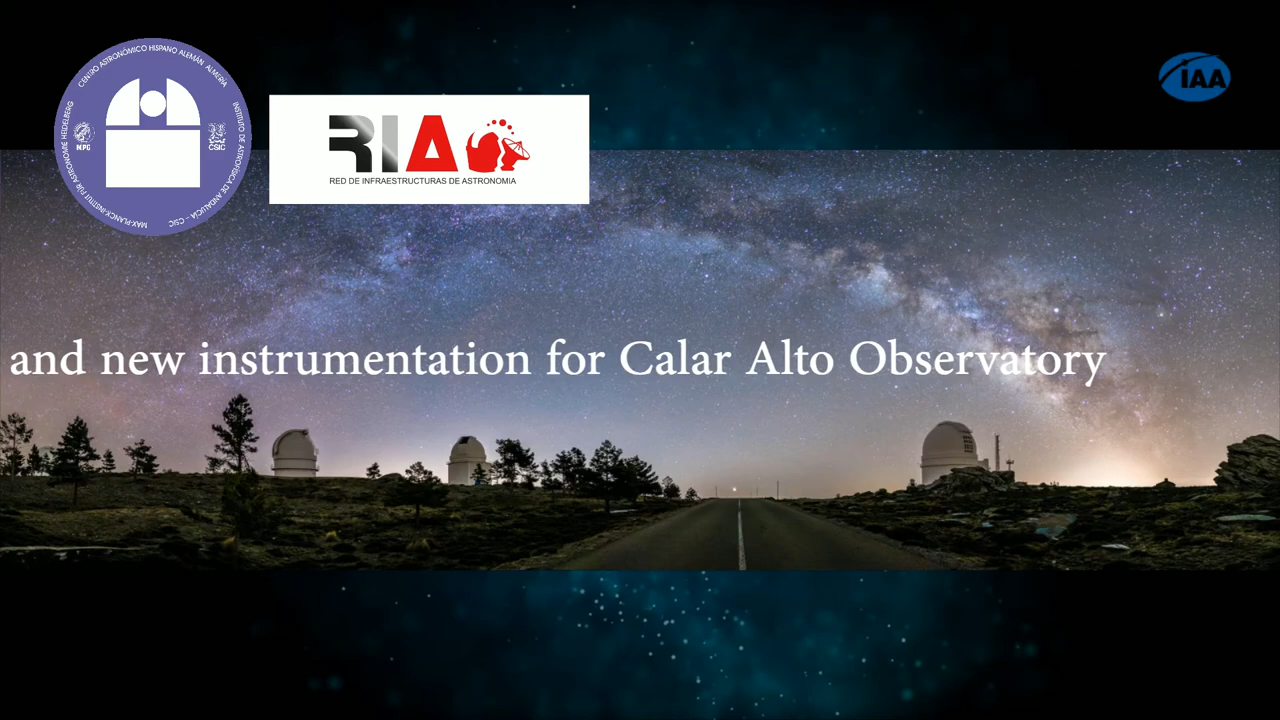 CENTRO ASTRONÓMICO HISPANO ALEMÁN ALMERÍA
INSTITUTO DE ASTROFÍSICA DE ANDALUCÍA - CSIC
MAX-PLANCK-INSTITUT FÜR ASTRONOMIE HEIDELBERG
MPG
CSIC
RIA
RED DE INFRAESTRUCTURAS DE ASTRONOMIA
IAA
and new instrumentation for Calar Alto Observatory